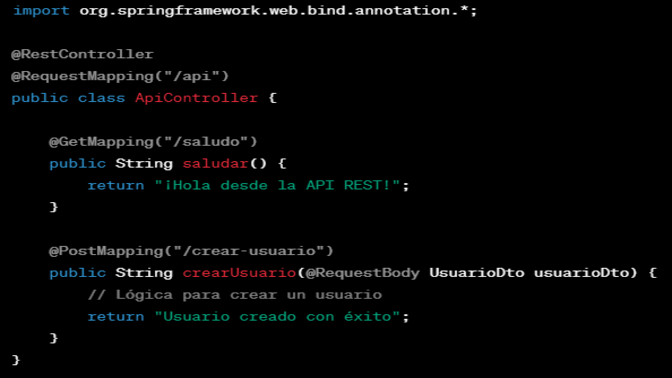 import org.springframework.web.bind.annotation.*;
@RestController
@RequestMapping("/api")
public class ApiController {
@GetMapping("/saludo")
public String saludar() {
return "¡Hola desde la API REST!";
}
@PostMapping("/crear-usuario")
public String crearUsuario(@RequestBody UsuarioDto usuarioDto) {
// Lógica para crear un usuario
return "Usuario creado con éxito";
}
}